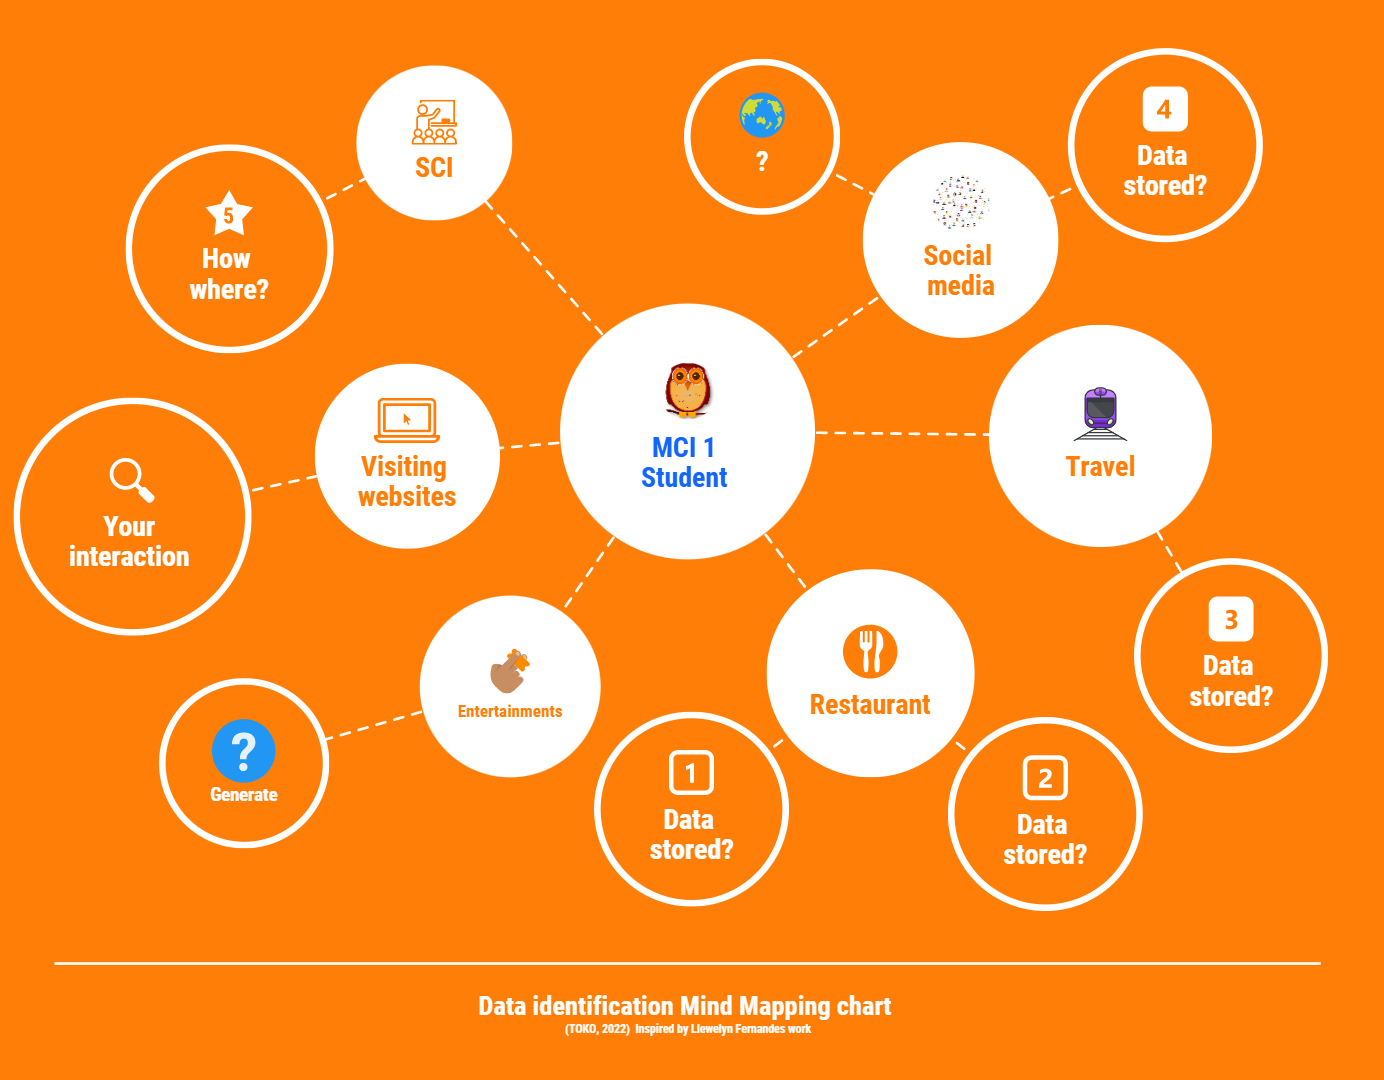 SCI
?
4
Data
stored?
5
How
where?
Social
media
MCI 1
Student
Visiting
websites
Travel
Your
interaction
3
Data
stored?
Restaurant
Entertainments
?
Generate
1
Data
stored?
2
Data
stored?
Data identification Mind Mapping chart
(TOKO, 2022) Inspired by Llewelyn Fernandes work